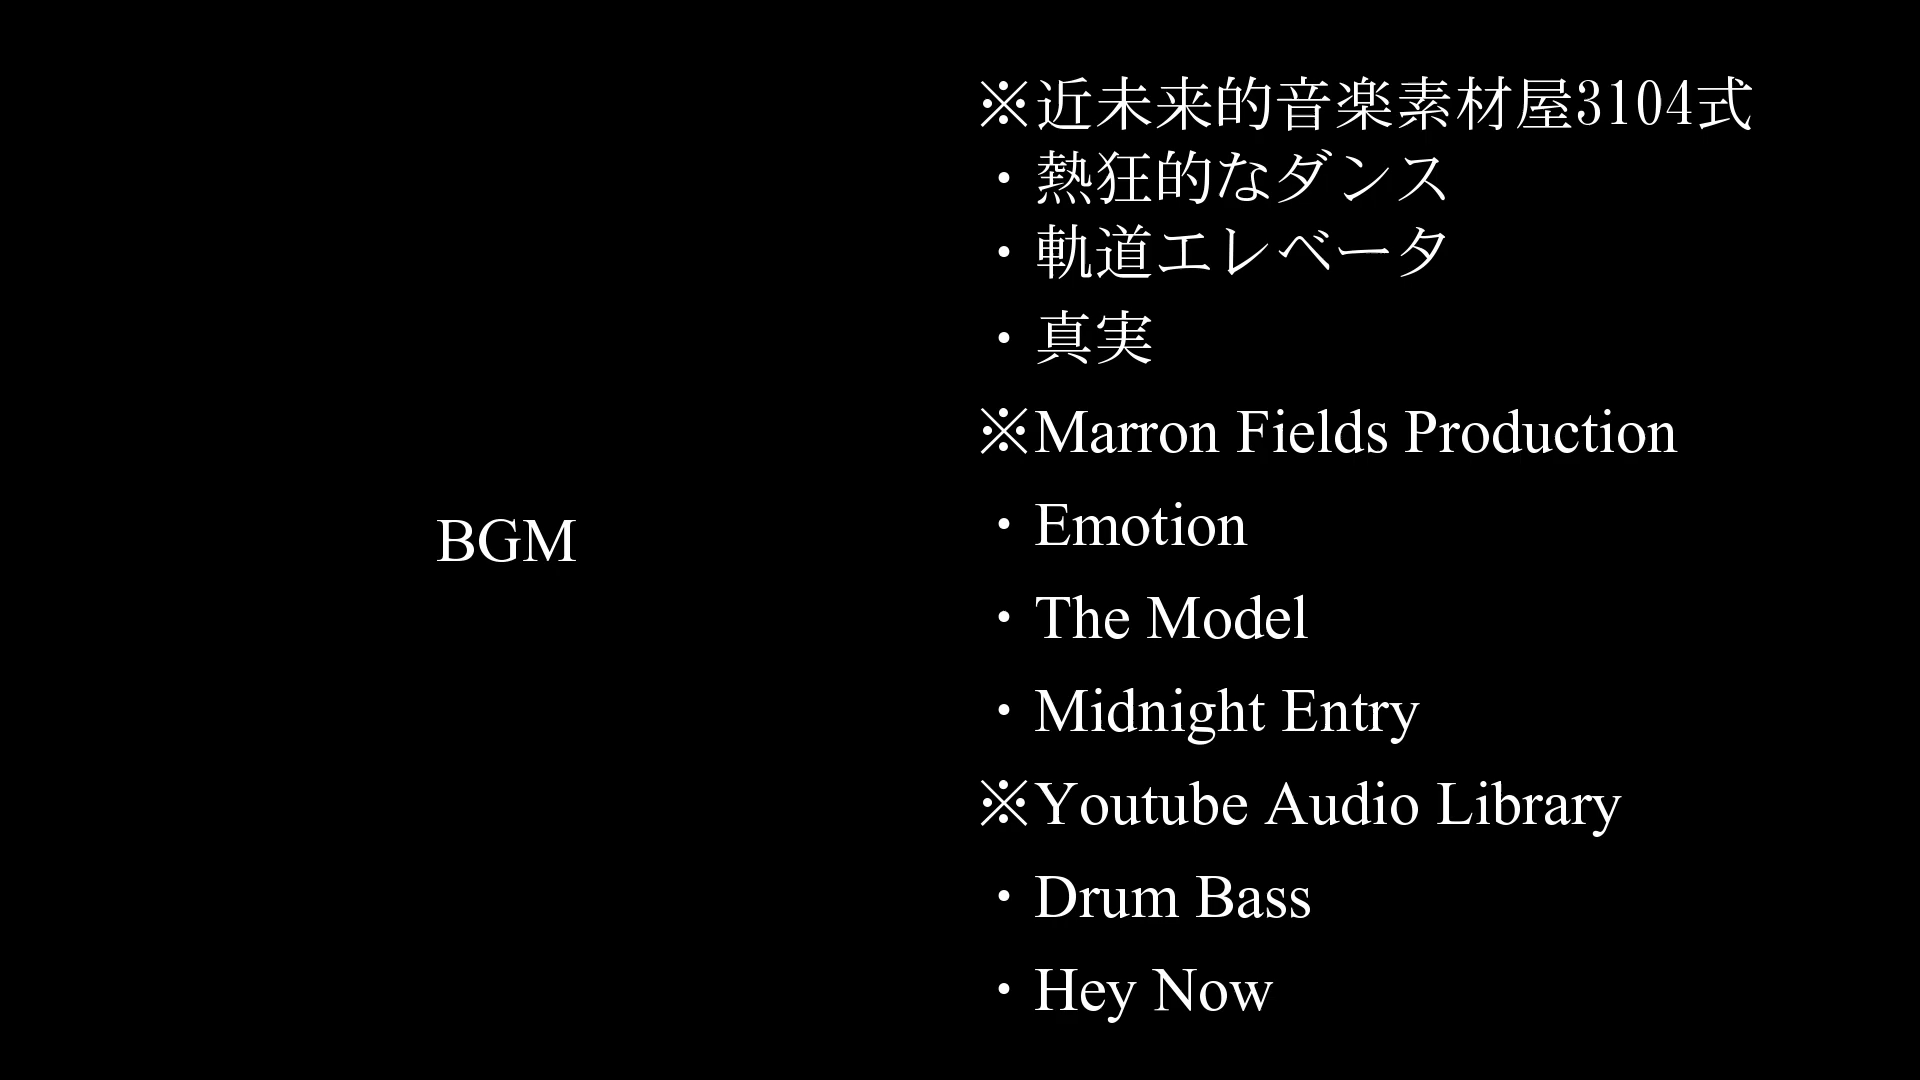 BGM
※近未来的音楽素材屋3104式
・熱狂的なダンス
・軌道エレベータ
・真実
※Marron Fields Production
・Emotion
・The Model
・Midnight Entry
※Youtube Audio Library
・Drum Bass
・Hey Now